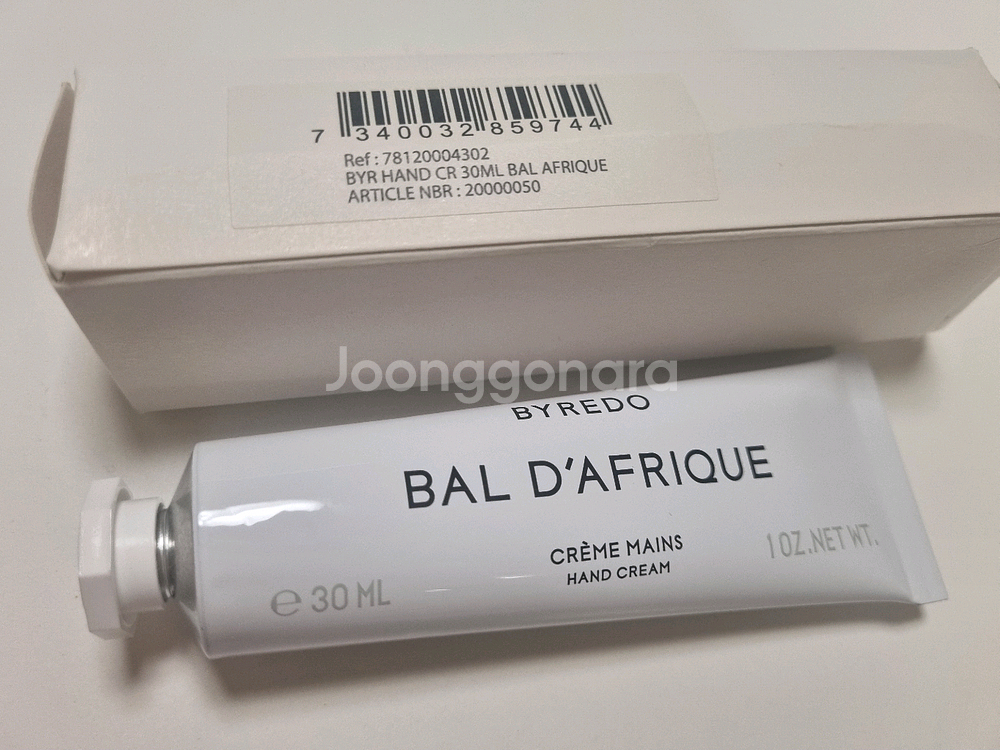 7 340032 859744
Ref : 78120004302
BYR HAND CR 30ML BAL AFRIQUE
ARTICLE NBR : 20000050
Joonggonara
BYREDO
BAL D'AFRIQUE
CRÈME MAINS
HAND CREAM
1 OZ.NET WT.
e 30 ML